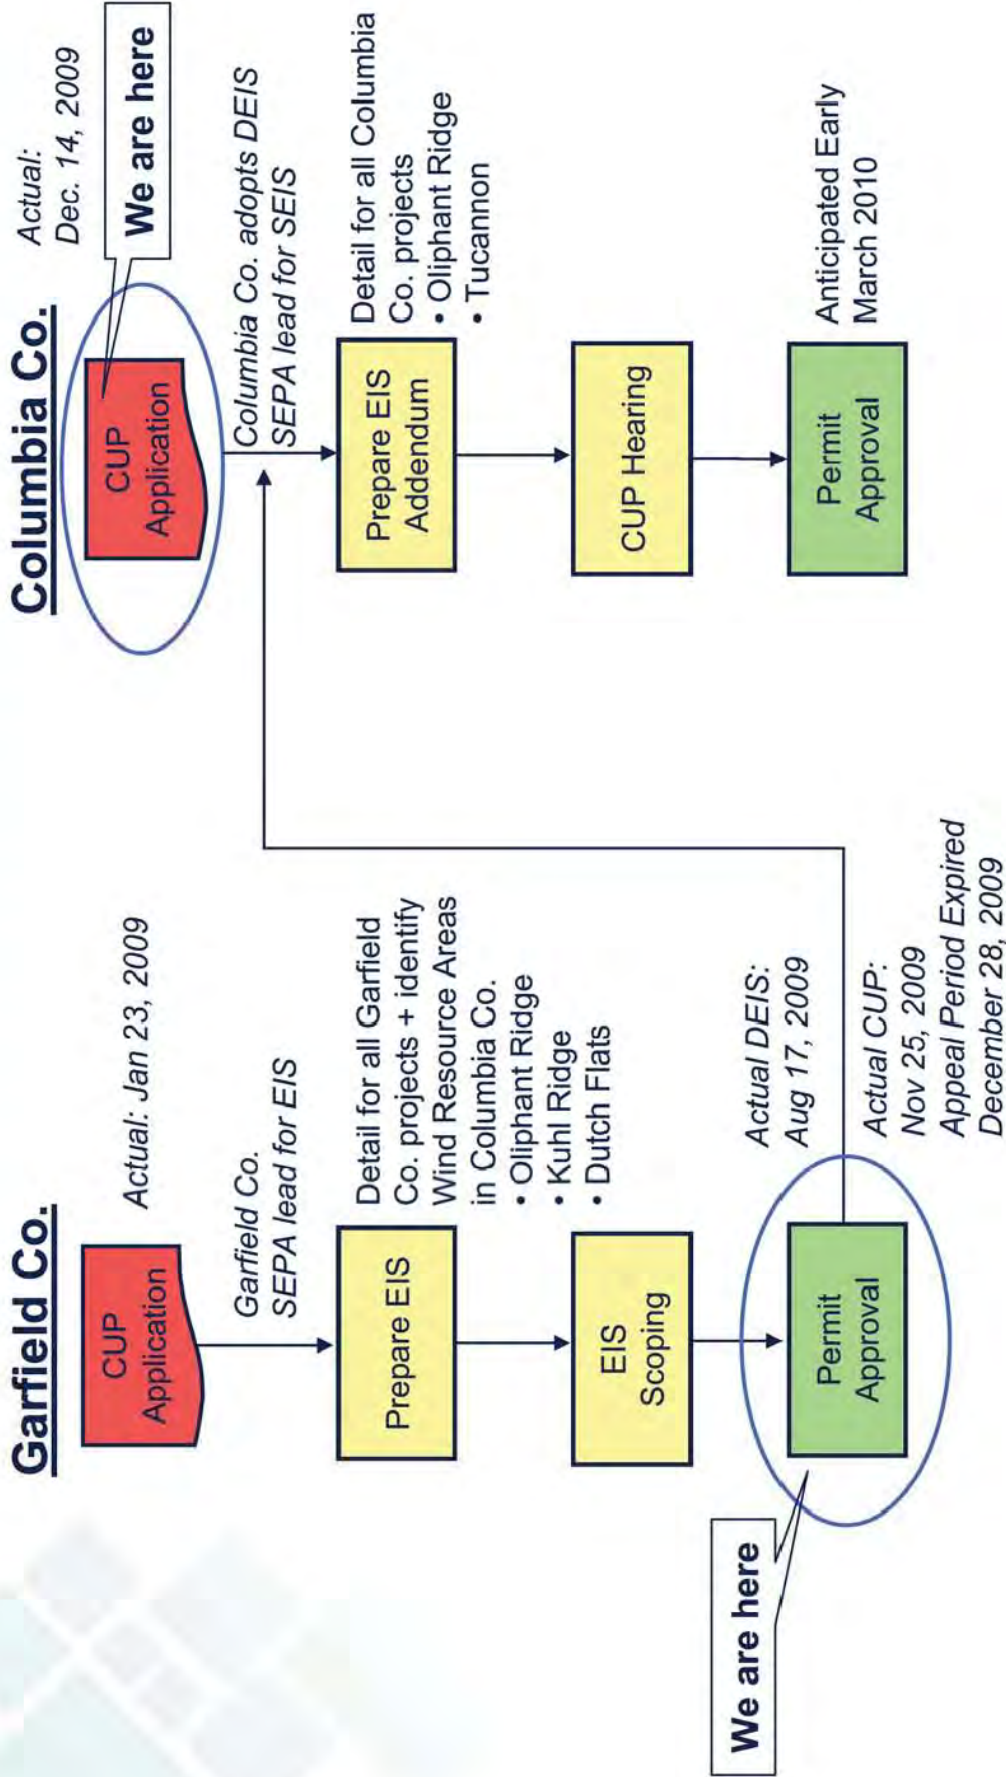 Garfield Co.
CUP
Application
Actual: Jan 23, 2009
Garfield Co.
SEPA lead for EIS
Prepare EIS
Detail for all Garfield
Co. projects + identify
Wind Resource Areas
in Columbia Co.
• Oliphant Ridge
• Kuhl Ridge
• Dutch Flats
EIS
Scoping
Permit
Approval
We are here
Actual DEIS:
Aug 17, 2009
Actual CUP:
Nov 25, 2009
Appeal Period Expired
December 28, 2009
Columbia Co.
CUP
Application
Actual:
Dec. 14, 2009
We are here
Columbia Co. adopts DEIS
SEPA lead for SEIS
Prepare EIS
Addendum
Detail for all Columbia
Co. projects
• Oliphant Ridge
• Tucannon
CUP Hearing
Permit
Approval
Anticipated Early
March 2010